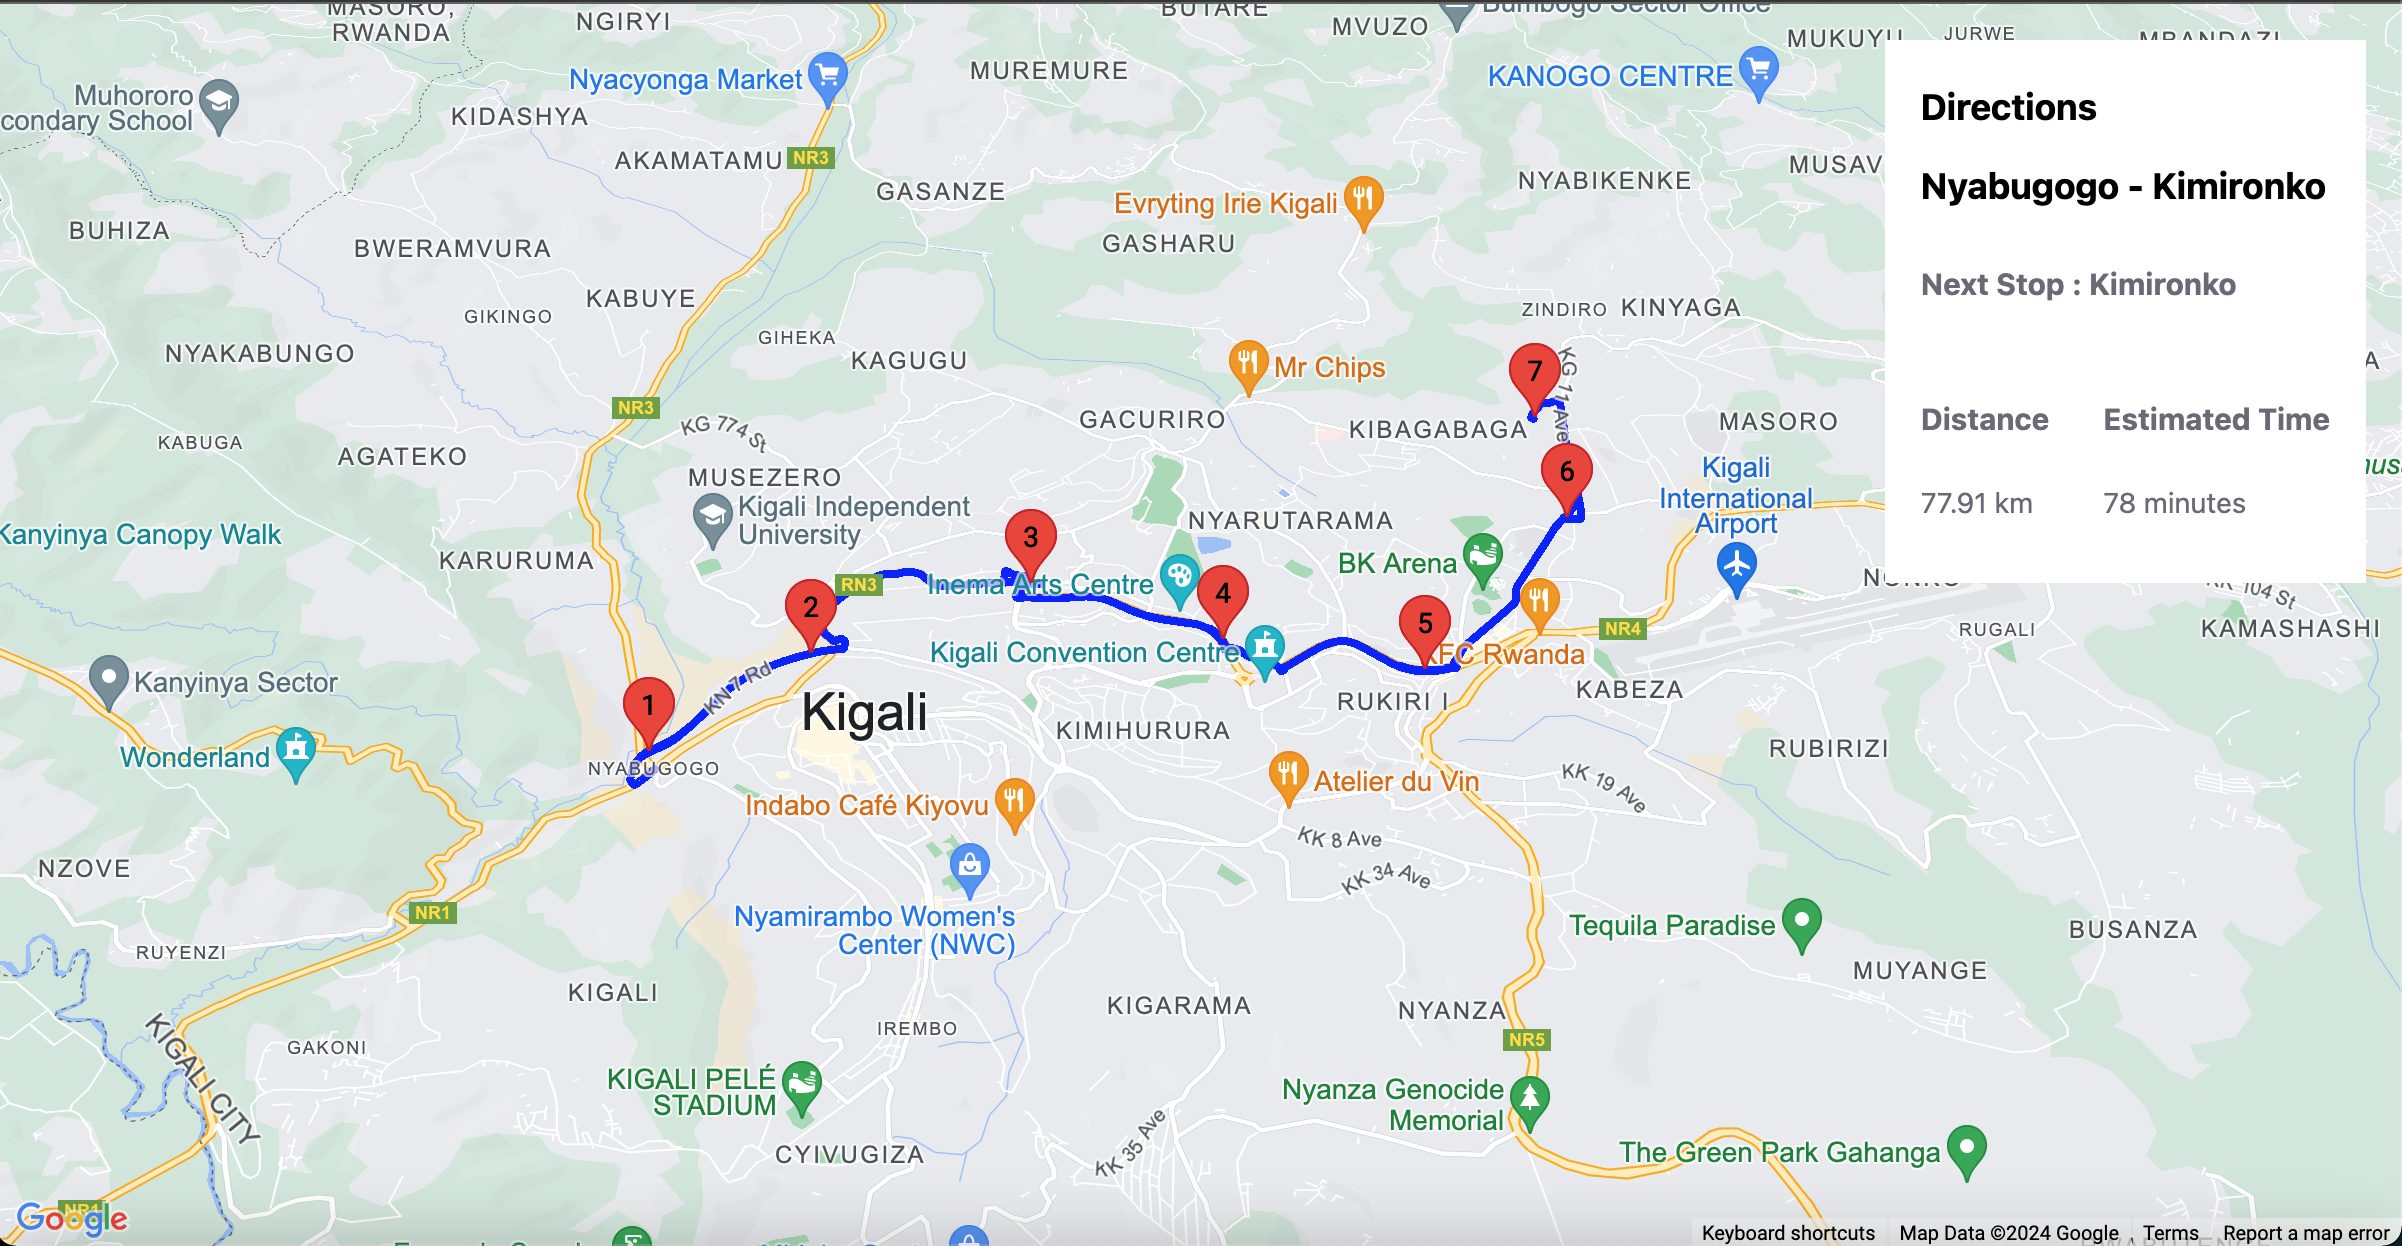 MASORO,
RWANDA
NGIRYI
BUTARE
MVUZO
Bumbogo Sector Office
MUKUYU
JURWE
MBANDAZI
Muhororo
condary School
Nyacyonga Market
MUREMURE
KANOGO CENTRE
KIDASHYA
AKAMATAMU
NR3
GASANZE
Evryting Irie Kigali
NYABIKENKE
MUSAV
BUHIZA
BWERAMVURA
GASHARU
KABUYE
GIKINGO
ZINDIRO
KINYAGA
GIHEKA
NYAKABUNGO
KAGUGU
Mr Chips
NR3
KG 774 St
GACURIRO
KIBAGABAGA
7
KG 11 Ave
MASORO
A
KABUGA
AGATEKO
MUSEZERO
6
Kigali
International
Airport
Kigali Independent
University
NYARUTARAMA
Kanyinya Canopy Walk
KARURUMA
3
BK Arena
RN3
Inema Arts Centre
2
4
5
NR4
KK 104 St
RUGALI
KAMASHASHI
Kigali Convention Centre
KFC Rwanda
Kanyinya Sector
1
KN 7 Rd
Kigali
RUKIRI I
KABEZA
KIMIHURURA
Wonderland
NYABUGOGO
RUBIRIZI
Indabo Café Kiyovu
Atelier du Vin
KK 19 Ave
KK 8 Ave
NZOVE
KK 34 Ave
NR1
Nyamirambo Women's
Center (NWC)
Tequila Paradise
BUSANZA
RUYENZI
MUYANGE
KIGALI
KIGARAMA
NYANZA
IREMBO
KIGALI CITY
GAKONI
NR5
KIGALI PELÉ
STADIUM
Nyanza Genocide
Memorial
KK 35 Ave
CYIVUGIZA
The Green Park Gahanga
NR1
Google
Keyboard shortcuts
Map Data ©2024 Google
Terms
Report a map error
Directions
Nyabugogo - Kimironko
Next Stop : Kimironko
Distance
Estimated Time
77.91 km
78 minutes